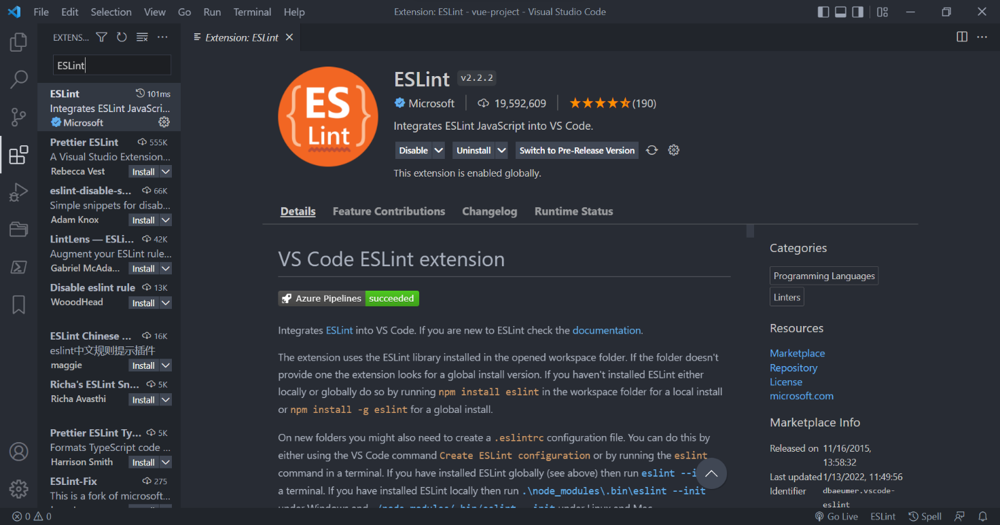 File Edit Selection View Go Run Terminal Help
Extension: ESLint - vue-project - Visual Studio Code
EXTENS...
Extension: ESLint
ESLint
ESLint 101ms
Integrates ESLint JavaScri...
Microsoft
Prettier ESLint 555K
A Visual Studio Extension...
Rebecca Vest Install
eslint-disable-s... 66K
Simple snippets for disab...
Adam Knox Install
LintLens — ESLi... 42K
Augment your ESLint rule...
Gabriel McAda... Install
Disable eslint rule 13K
WooodHead Install
ESLint Chinese ... 16K
eslint中文规则提示插件
maggie Install
Richa's ESLint Sn... 5K
Richa Avasthi Install
Prettier ESLint Ty... 5K
Formats TypeScript code ...
Harrison Smith Install
ESLint-Fix 275
This is a fork of microsoft...
{ES
Lint}
ESLint v2.2.2
Microsoft 19,592,609 (190)
Integrates ESLint JavaScript into VS Code.
Disable Uninstall Switch to Pre-Release Version
This extension is enabled globally.
Details Feature Contributions Changelog Runtime Status
VS Code ESLint extension
Azure Pipelines succeeded
Integrates ESLint into VS Code. If you are new to ESLint check the documentation.
The extension uses the ESLint library installed in the opened workspace folder. If the folder doesn't
provide one the extension looks for a global install version. If you haven't installed ESLint either
locally or globally do so by running npm install eslint in the workspace folder for a local install
or npm install -g eslint for a global install.
On new folders you might also need to create a .eslintrc configuration file. You can do this by
either using the VS Code command Create ESLint configuration or by running the eslint
command in a terminal. If you have installed ESLint globally (see above) then run eslint --i
a terminal. If you have installed ESLint locally then run .\node_modules\.bin\eslint --init
under Windows and ./node_modules/.bin/eslint --init under Linux and Mac.
Categories
Programming Languages
Linters
Resources
Marketplace
Repository
License
microsoft.com
Marketplace Info
Released on 11/16/2015,
13:58:32
Last updated 1/13/2022, 11:49:56
Identifier dbaeumer.vscode-
eslint
0 0
Go Live ESLint Spell